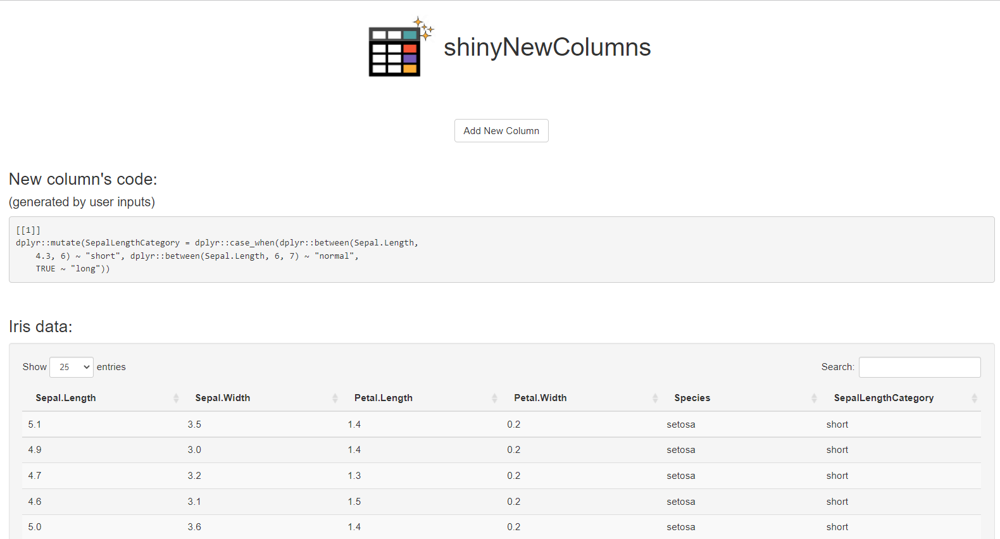 shinyNewColumns
Add New Column
New column's code:
(generated by user inputs)
[[1]]
dplyr::mutate(SepalLengthCategory = dplyr::case_when(dplyr::between(Sepal.Length,
    4.3, 6) ~ "short", dplyr::between(Sepal.Length, 6, 7) ~ "normal",
    TRUE ~ "long"))
Iris data:
Show 25 entries Search:
Sepal.Length Sepal.Width Petal.Length Petal.Width Species SepalLengthCategory
5.1 3.5 1.4 0.2 setosa short
4.9 3.0 1.4 0.2 setosa short
4.7 3.2 1.3 0.2 setosa short
4.6 3.1 1.5 0.2 setosa short
5.0 3.6 1.4 0.2 setosa short